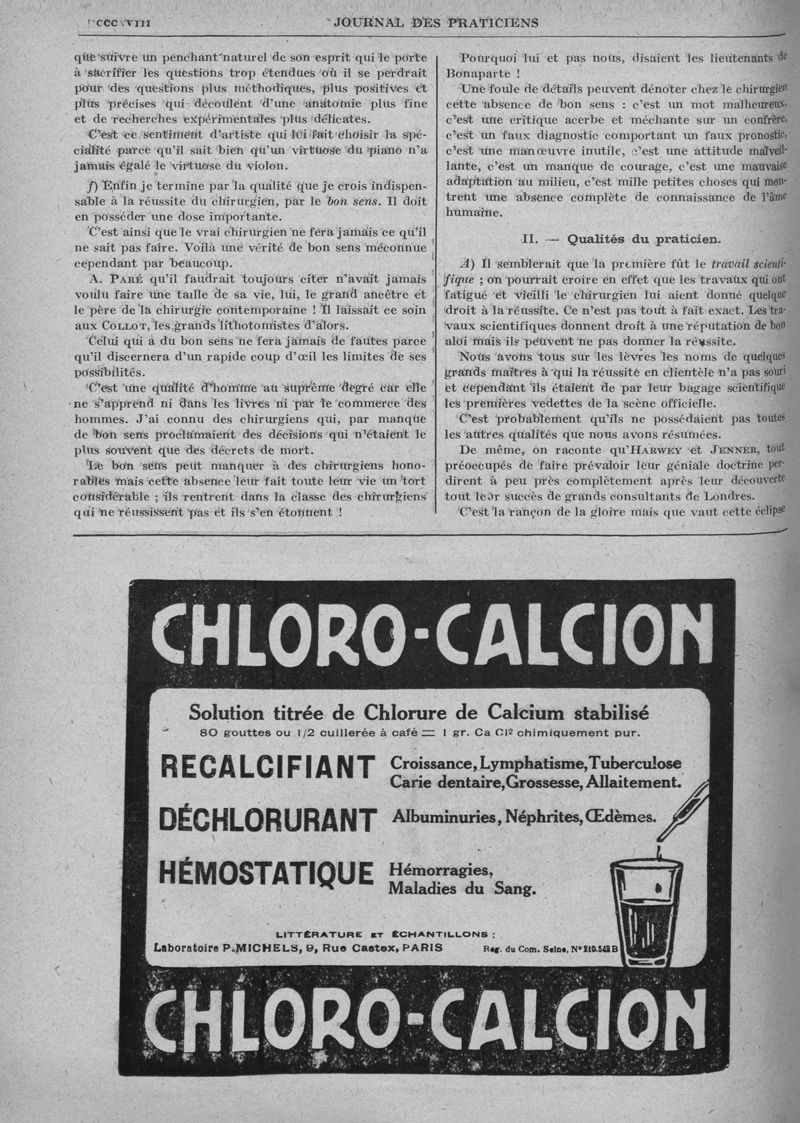 JOURNAL DES PRATICIENS
que suivre un penchant naturel de son esprit qui le porte
à sacrifier les questions trop étendues où il se perdrait
pour des questions plus méthodiques, plus positives et
plus précises qui découlent d'une anatomie plus fine
et de recherches expérimentales plus délicates.
C'est ce sentiment d'artiste qui lui fait choisir la spé-
cialité parce qu'il sait bien qu'un virtuose du piano n'a
jamais égalé le virtuose du violon.
f) Enfin je termine par la qualité que je crois indispen-
sable à la réussite du chirurgien, par le bon sens. Il doit
en posséder une dose importante.
C'est ainsi que le vrai chirurgien ne fera jamais ce qu'il
ne sait pas faire. Voilà une vérité de bon sens méconnue
cependant par beaucoup.
A. PARÉ qu'il faudrait toujours citer n'avait jamais
voulu faire une taille de sa vie, lui, le grand ancêtre et
le père de la chirurgie contemporaine ! Il laissait ce soin
aux COLLOT, les grands lithotomistes d'alors.
Celui qui a du bon sens ne fera jamais de fautes parce
qu'il discernera d'un rapide coup d'œil les limites de ses
possibilités.
C'est une qualité d'homme au suprême degré car elle
ne s'apprend ni dans les livres ni par le commerce des
hommes. J'ai connu des chirurgiens qui, par manque
de bon sens proclamaient des décisions qui n'étaient le
plus souvent que des décrets de mort.
Le bon sens peut manquer à des chirurgiens hono-
rables mais cette absence leur fait toute leur vie un tort
considérable ; ils rentrent dans la classe des chirurgiens
qui ne réussissent pas et ils s'en étonnent !
Pourquoi lui et pas nous, disaient les lieutenants de
Bonaparte !
Une foule de détails peuvent dénoter chez le chirurgien
cette absence de bon sens : c'est un mot malheureux,
c'est une critique acerbe et méchante sur un confrère,
c'est un faux diagnostic comportant un faux pronostic,
c'est une manœuvre inutile, c'est une attitude malveil-
lante, c'est un manque de courage, c'est une mauvaise
adaptation au milieu, c'est mille petites choses qui mon-
trent une absence complète de connaissance de l'âme
humaine.
II. — Qualités du praticien.
A) Il semblerait que la première fût le travail scienti-
fique ; on pourrait croire en effet que les travaux qui ont
fatigué et vieilli le chirurgien lui aient donné quelque
droit à la réussite. Ce n'est pas tout à fait exact. Les tra-
vaux scientifiques donnent droit à une réputation de bon
aloi mais ils peuvent ne pas donner la réussite.
Nous avons tous sur les lèvres les noms de quelques
grands maîtres à qui la réussite en clientèle n'a pas souri
et cependant ils étaient de par leur bagage scientifique
les premières vedettes de la scène officielle.
C'est probablement qu'ils ne possédaient pas toutes
les autres qualités que nous avons résumées.
De même, on raconte qu'HARWEY et JENNER, tout
préoccupés de faire prévaloir leur géniale doctrine per-
dirent à peu près complètement après leur découverte
tout leur succès de grands consultants de Londres.
C'est la rançon de la gloire mais que vaut cette éclipse
CHLORO-CALCION
Solution titrée de Chlorure de Calcium stabilisé
80 gouttes ou 1/2 cuillerée à café = 1 gr. Ca Cl² chimiquement pur.
RECALCIFIANT Croissance, Lymphatisme, Tuberculose
Carie dentaire, Grossesse, Allaitement.
DÉCHLORURANT Albuminuries, Néphrites, Œdèmes.
HÉMOSTATIQUE Hémorragies,
Maladies du Sang.
LITTÉRATURE ET ÉCHANTILLONS :
Laboratoire P. MICHELS, 9, Rue Castex, PARIS Reg. du Com. Seine, N° 210.542 B
CHLORO-CALCION